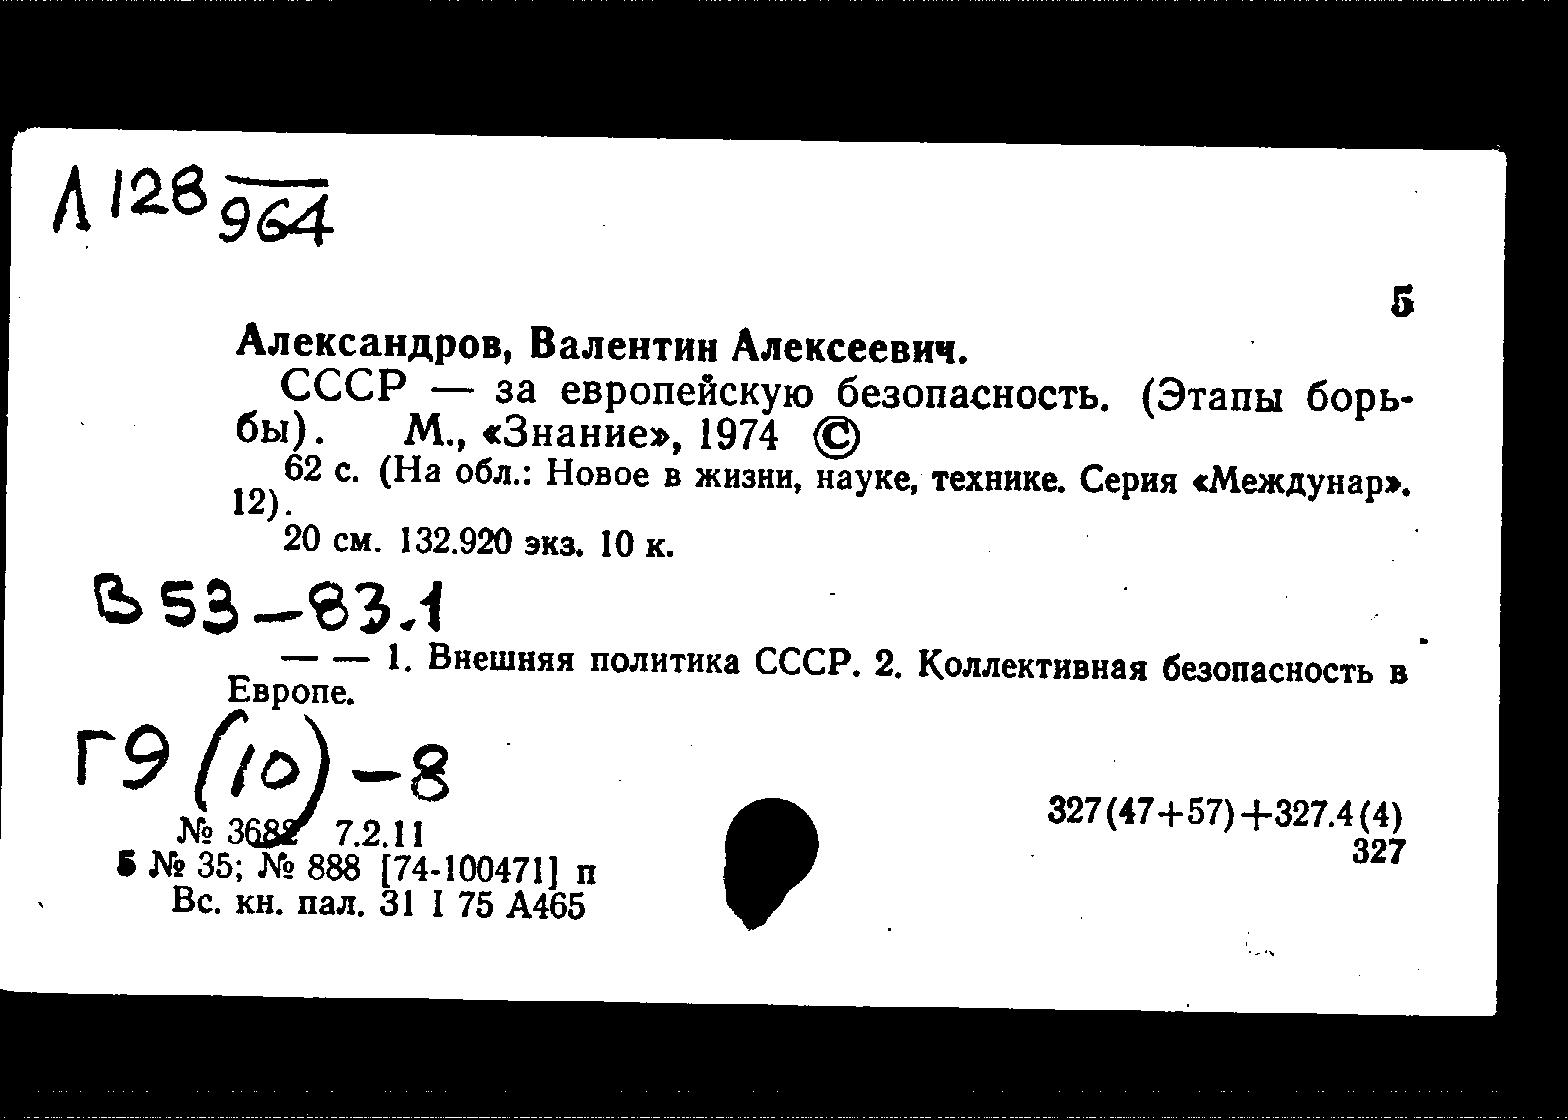 Л 128
964
5
Александров, Валентин Алексеевич.
СССР — за европейскую безопасность. (Этапы борь-
бы). М., «Знание», 1974 ©
62 с. (На обл.: Новое в жизни, науке, технике. Серия «Междунар».
12).
20 см. 132.920 экз. 10 к.
В 53 – 83.1
— — 1. Внешняя политика СССР. 2. Коллективная безопасность в
Европе.
Г9(10) – 8
327(47+57)+327.4(4)
№ 3682 7.2.11
327
Б № 35; № 888 [74-100471] п
Вс. кн. пал. 31 I 75 А465